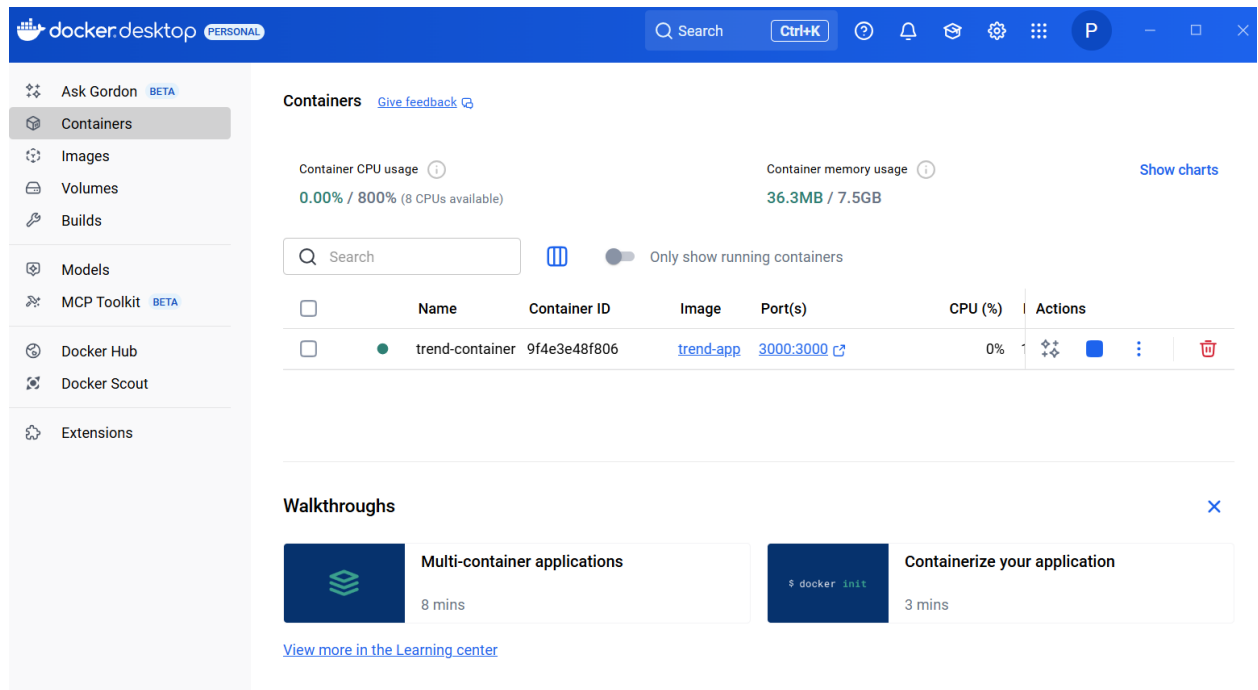 docker.desktop PERSONAL Search Ctrl+K P
Ask Gordon BETA
Containers
Images
Volumes
Builds
Models
MCP Toolkit BETA
Docker Hub
Docker Scout
Extensions
Containers Give feedback
Container CPU usage
0.00% / 800% (8 CPUs available)
Container memory usage
36.3MB / 7.5GB
Show charts
Search
Only show running containers
Name Container ID Image Port(s) CPU (%) Actions
trend-container 9f4e3e48f806 trend-app 3000:3000 0%
Walkthroughs
Multi-container applications
8 mins
$ docker init
Containerize your application
3 mins
View more in the Learning center